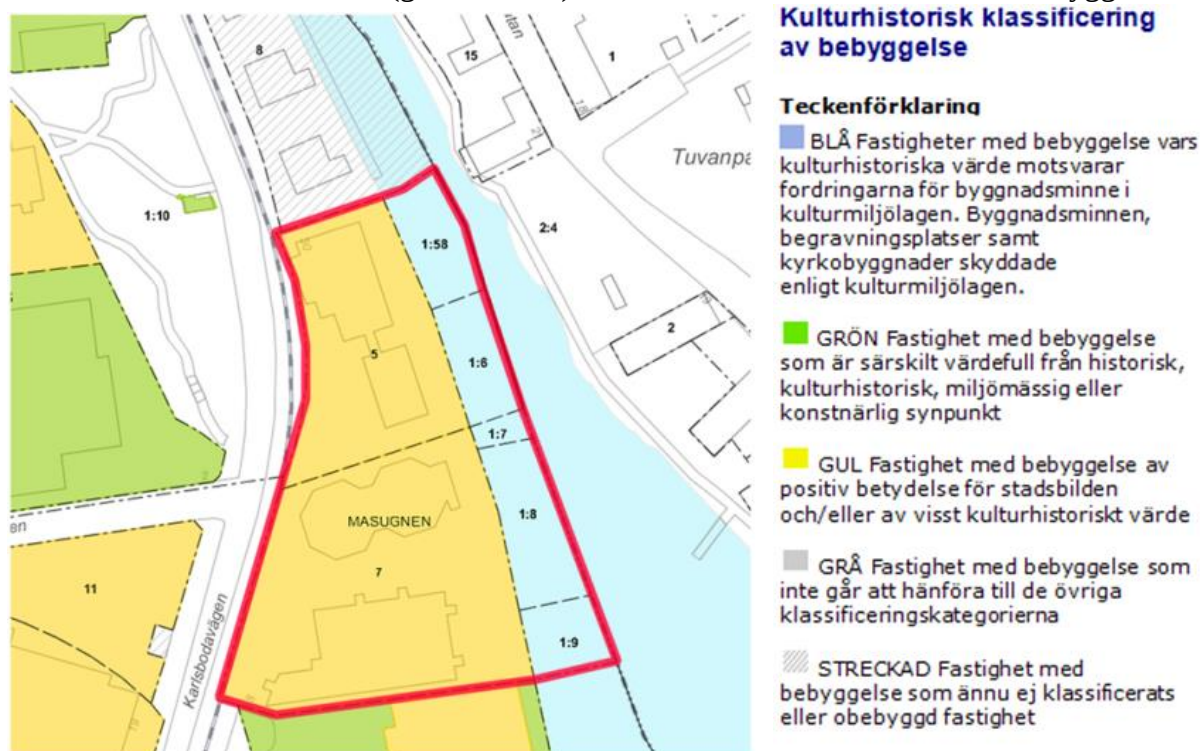 Kulturhistorisk klassificering
av bebyggelse
Teckenförklaring
BLÅ Fastigheter med bebyggelse vars
kulturhistoriska värde motsvarar
fordringarna för byggnadsminne i
kulturmiljölagen. Byggnadsminnen,
begravningsplatser samt
kyrkobyggnader skyddade
enligt kulturmiljölagen.
GRÖN Fastighet med bebyggelse
som är särskilt värdefull från historisk,
kulturhistorisk, miljömässig eller
konstnärlig synpunkt
GUL Fastighet med bebyggelse av
positiv betydelse för stadsbilden
och/eller av visst kulturhistoriskt värde
GRÅ Fastighet med bebyggelse som
inte går att hänföra till de övriga
klassificeringskategorierna
STRECKAD Fastighet med
bebyggelse som ännu ej klassificerats
eller obebyggd fastighet
8
15
1
Tuvanpa
1:10
1:58
2:4
2
5
1:6
1:7
MASUGNEN
1:8
7
11
Karlsbodavägen
1:9